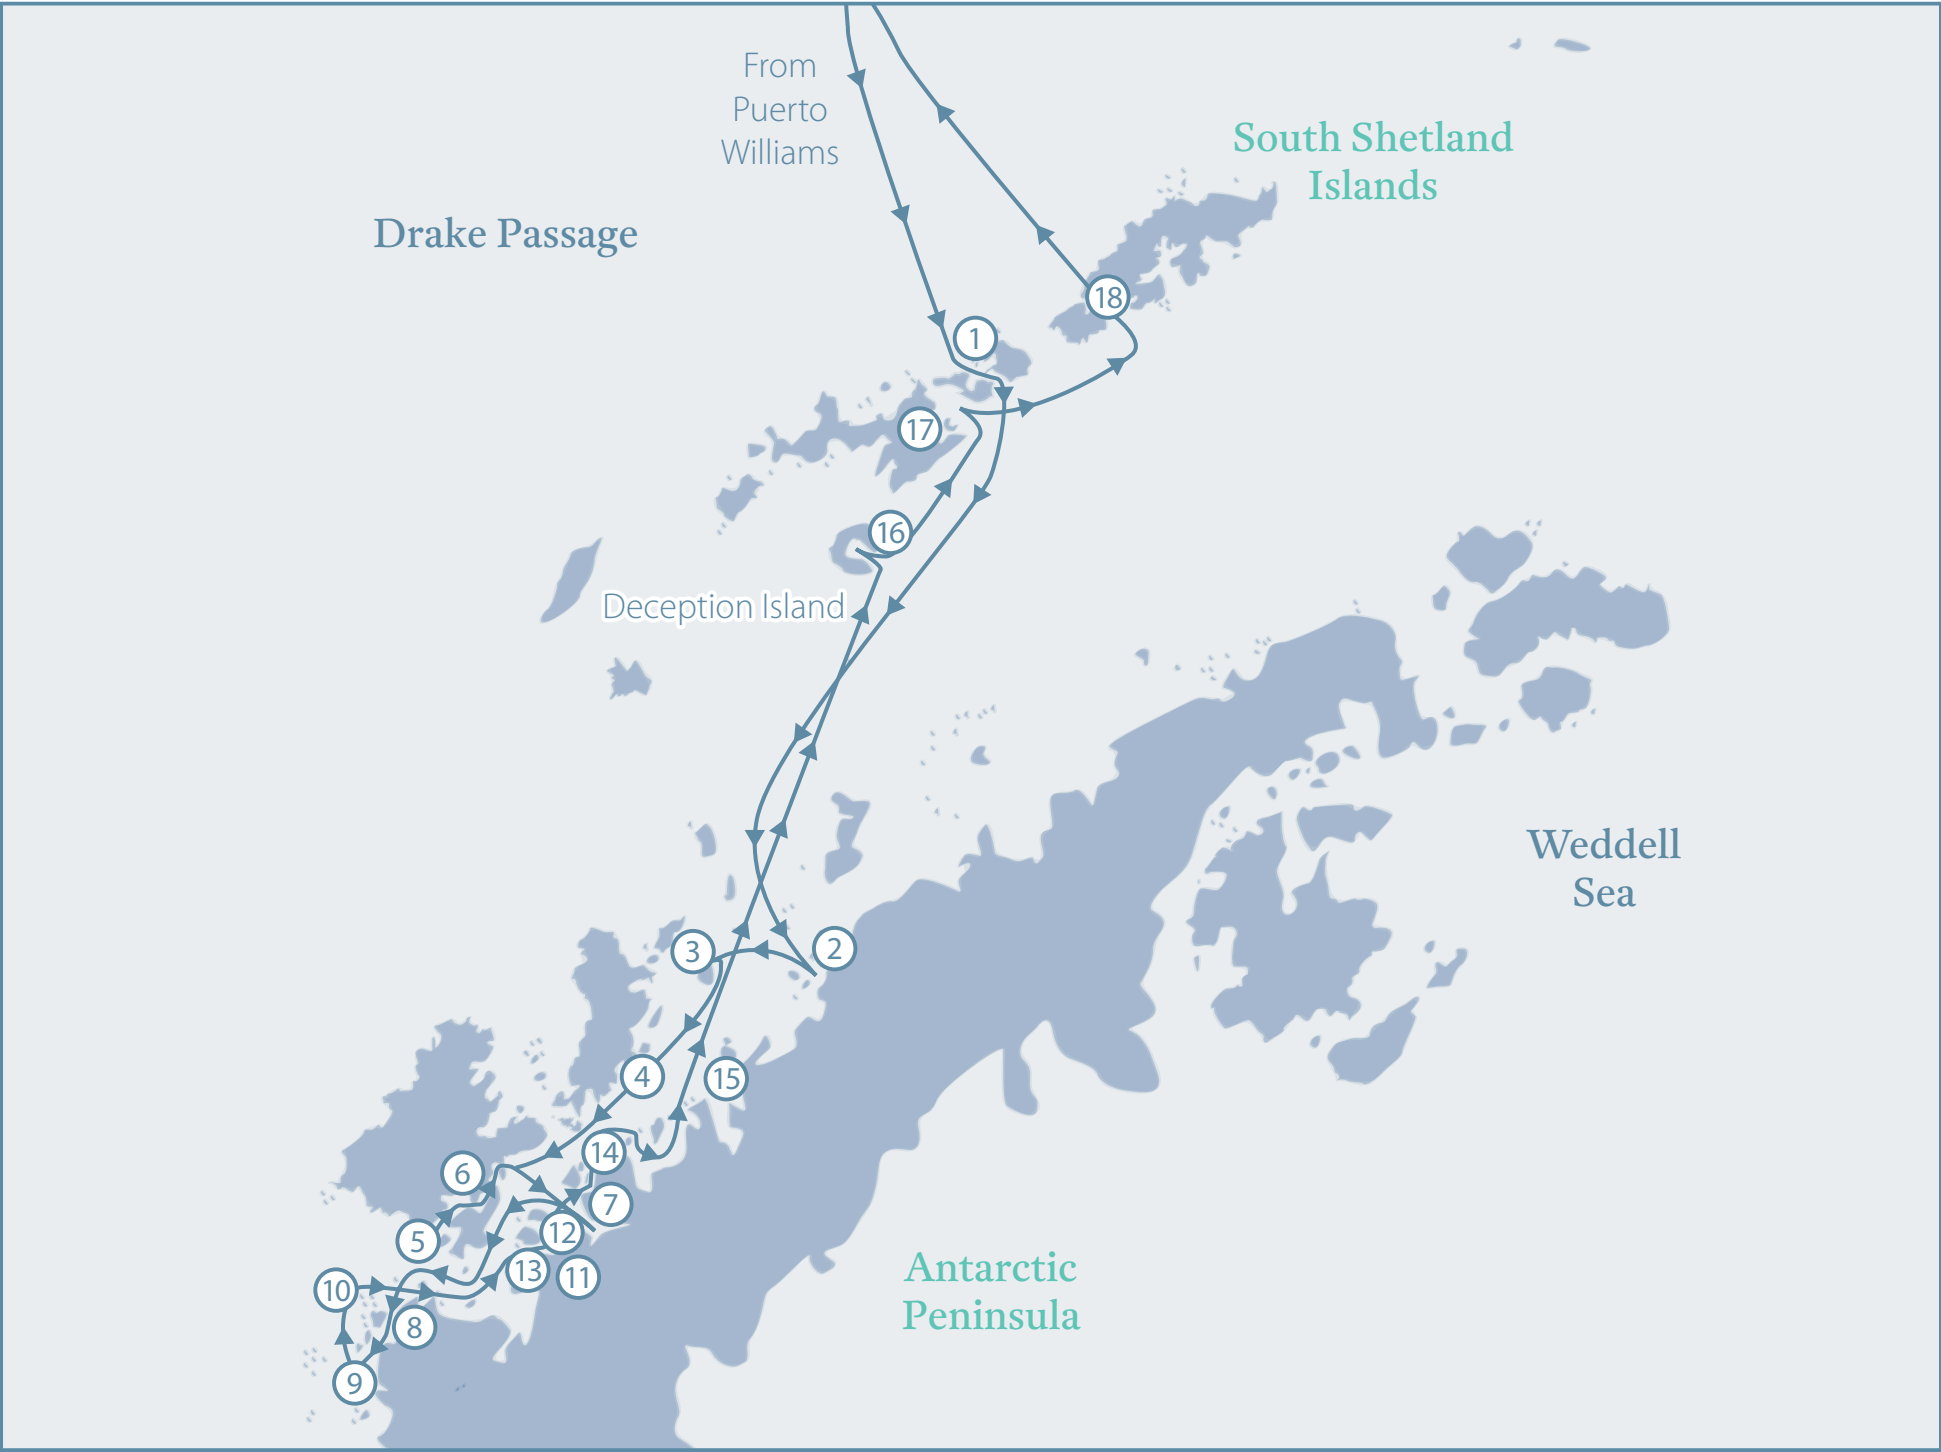 From
Puerto
Williams
South Shetland
Islands
Drake Passage
18
1
17
16
Deception Island
Weddell
Sea
3
2
4
15
14
6
7
12
5
13
11
10
8
9
Antarctic
Peninsula